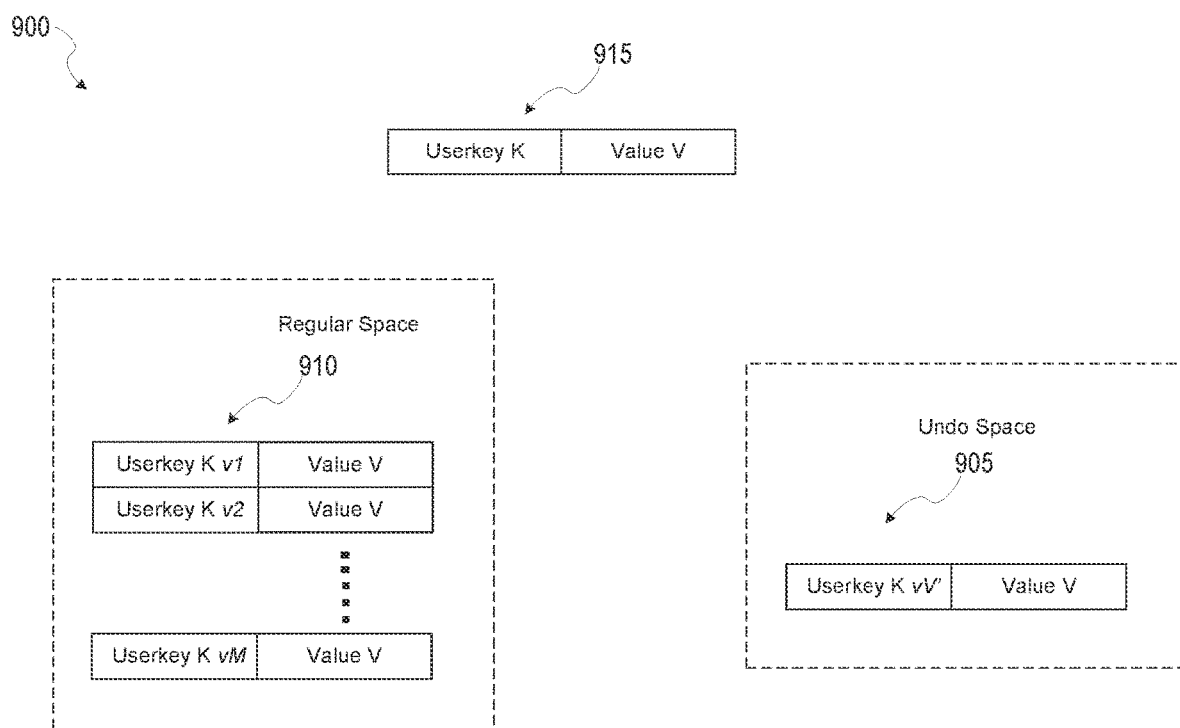 900
915
Userkey K Value V
Regular Space
910
Userkey K v1 Value V
Userkey K v2 Value V
Userkey K vM Value V
Undo Space
905
Userkey K vV' Value V